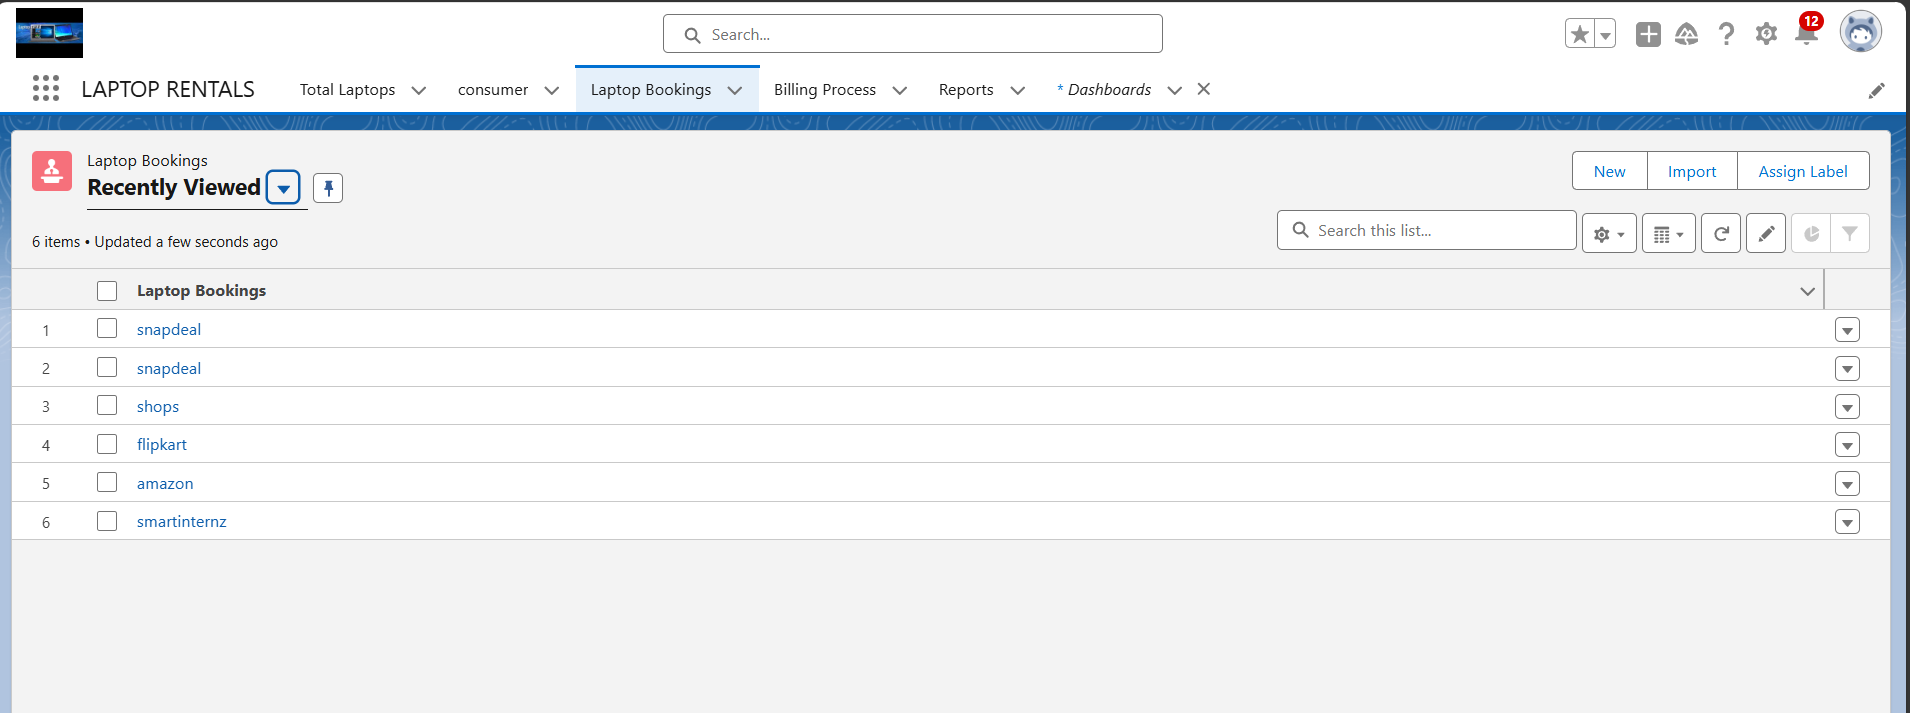 Search...
12
LAPTOP RENTALS
Total Laptops
consumer
Laptop Bookings
Billing Process
Reports
* Dashboards
Laptop Bookings
Recently Viewed
New
Import
Assign Label
6 items • Updated a few seconds ago
Search this list...
Laptop Bookings
1 snapdeal
2 snapdeal
3 shops
4 flipkart
5 amazon
6 smartinternz